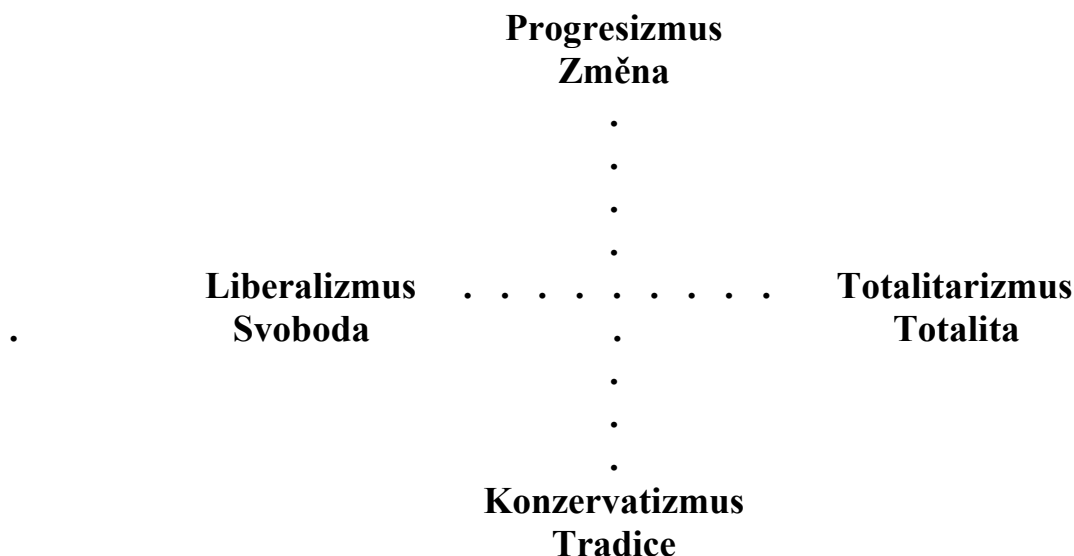 Progresizmus
Změna
.
.
.
.
Liberalizmus . . . . . . . . . Totalitarizmus
. Svoboda . Totalita
.
.
.
Konzervatizmus
Tradice